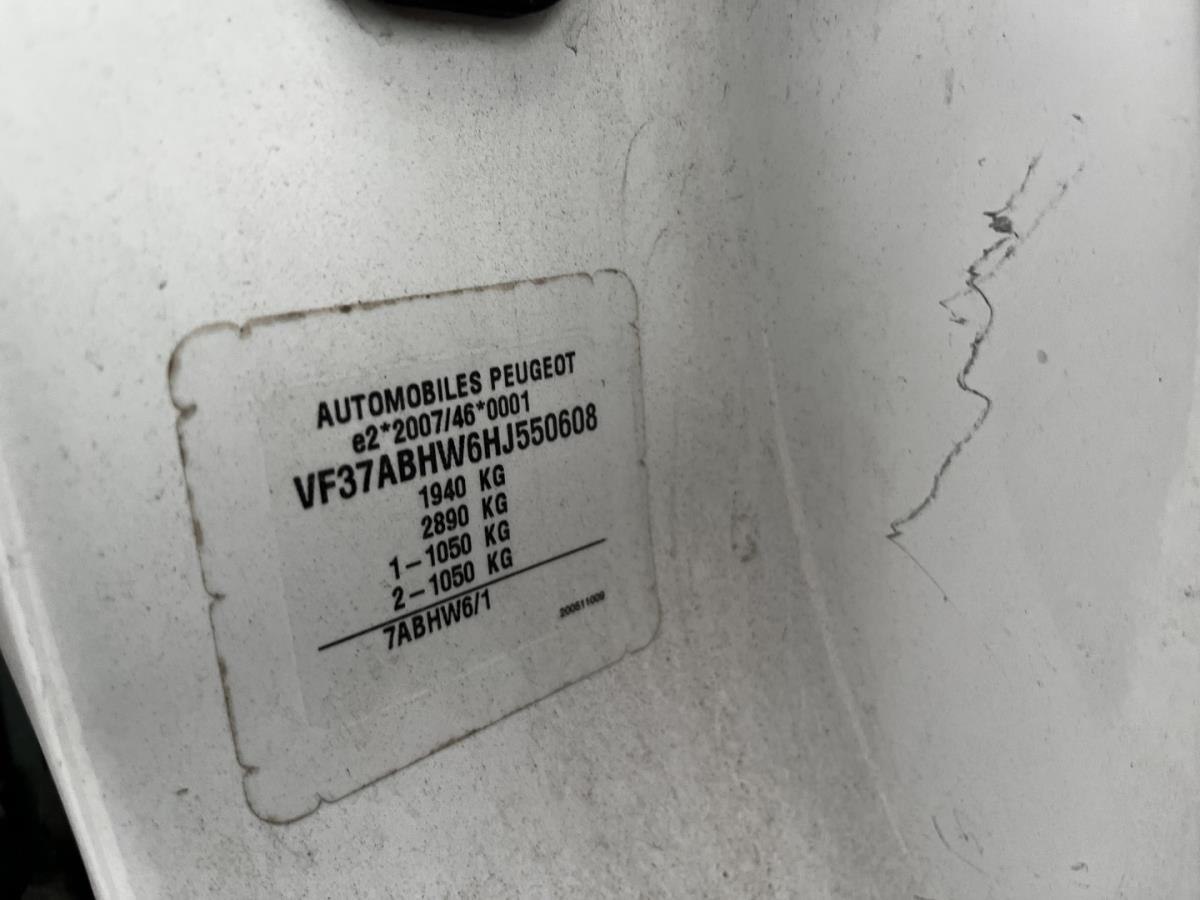 AUTOMOBILES PEUGEOT
e2*2007/46*0001
VF37ABHW6HJ550608
1940 KG
2890 KG
1-1050 KG
2-1050 KG
7ABHW6/1